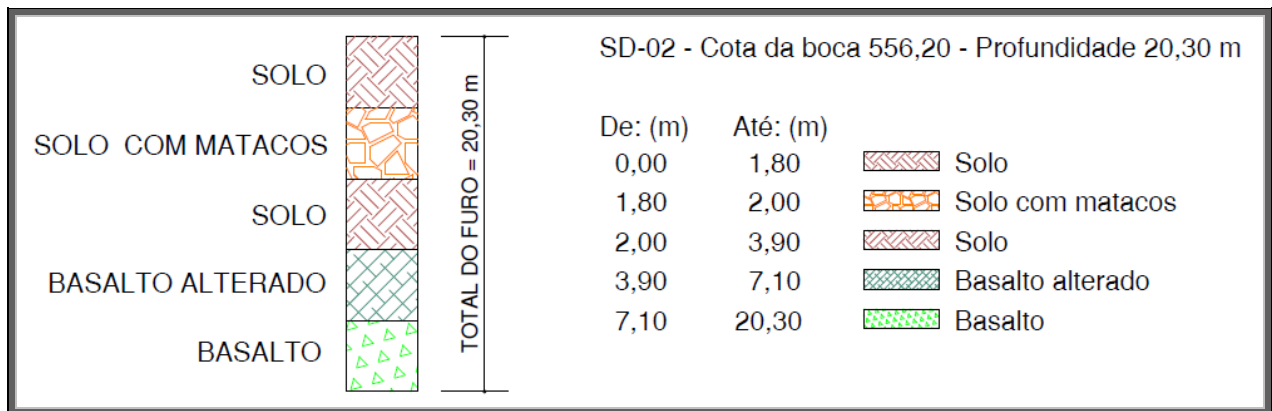 SOLO
SOLO COM MATACOS
SOLO
BASALTO ALTERADO
BASALTO
TOTAL DO FURO = 20,30 m
SD-02 - Cota da boca 556,20 - Profundidade 20,30 m
De: (m) Até: (m)
0,00 1,80 Solo
1,80 2,00 Solo com matacos
2,00 3,90 Solo
3,90 7,10 Basalto alterado
7,10 20,30 Basalto